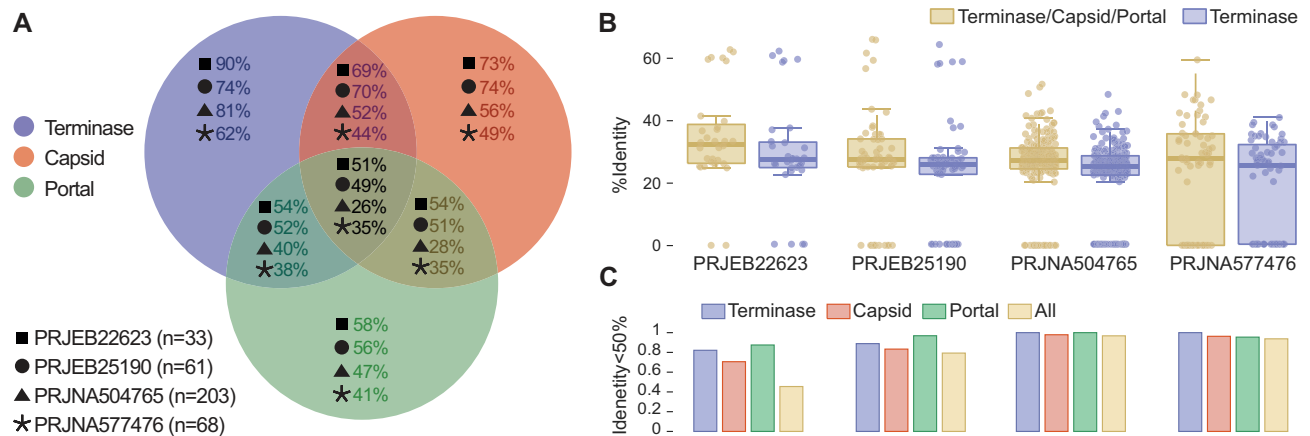 A
90%
74%
81%
62%
69%
70%
52%
44%
73%
74%
56%
49%
Terminase
Capsid
Portal
51%
49%
26%
35%
54%
52%
40%
38%
54%
51%
28%
35%
58%
56%
47%
41%
PRJEB22623 (n=33)
PRJEB25190 (n=61)
PRJNA504765 (n=203)
PRJNA577476 (n=68)
B
Terminase/Capsid/Portal
Terminase
%Identity
60
40
20
0
PRJEB22623
PRJEB25190
PRJNA504765
PRJNA577476
C
Terminase
Capsid
Portal
All
Idenetity<50%
1
0.8
0.6
0.4
0.2
0